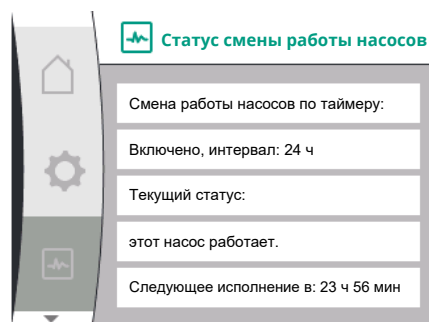 Статус смены работы насосов
Смена работы насосов по таймеру:
Включено, интервал: 24 ч
Текущий статус:
этот насос работает.
Следующее исполнение в: 23 ч 56 мин